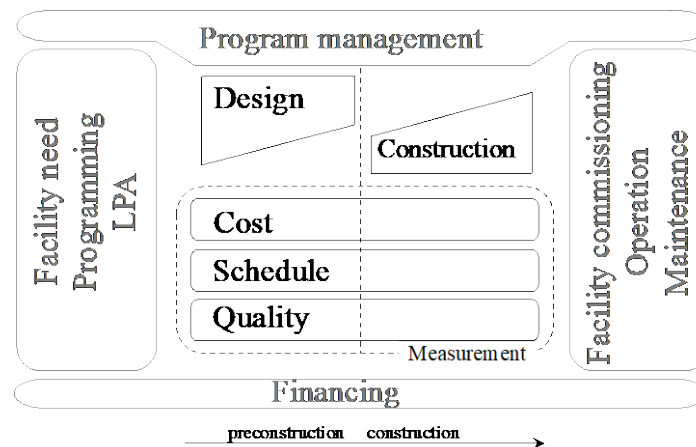 Program management
Facility need
Programming
LPA
Design
Construction
Cost
Schedule
Quality
Measurement
Facility commissioning
Operation
Maintenance
Financing
preconstruction construction